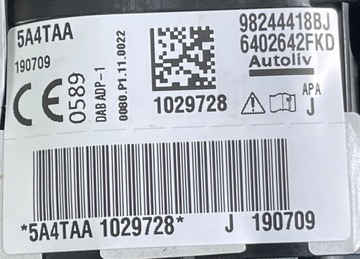 5A4TAA
190709
CE 0589
DAB ADP-1
0080.P1.11.0022
1029728
98244418BJ
6402642FKD
Autoliv
APA
J
*5A4TAA 1029728* J 190709